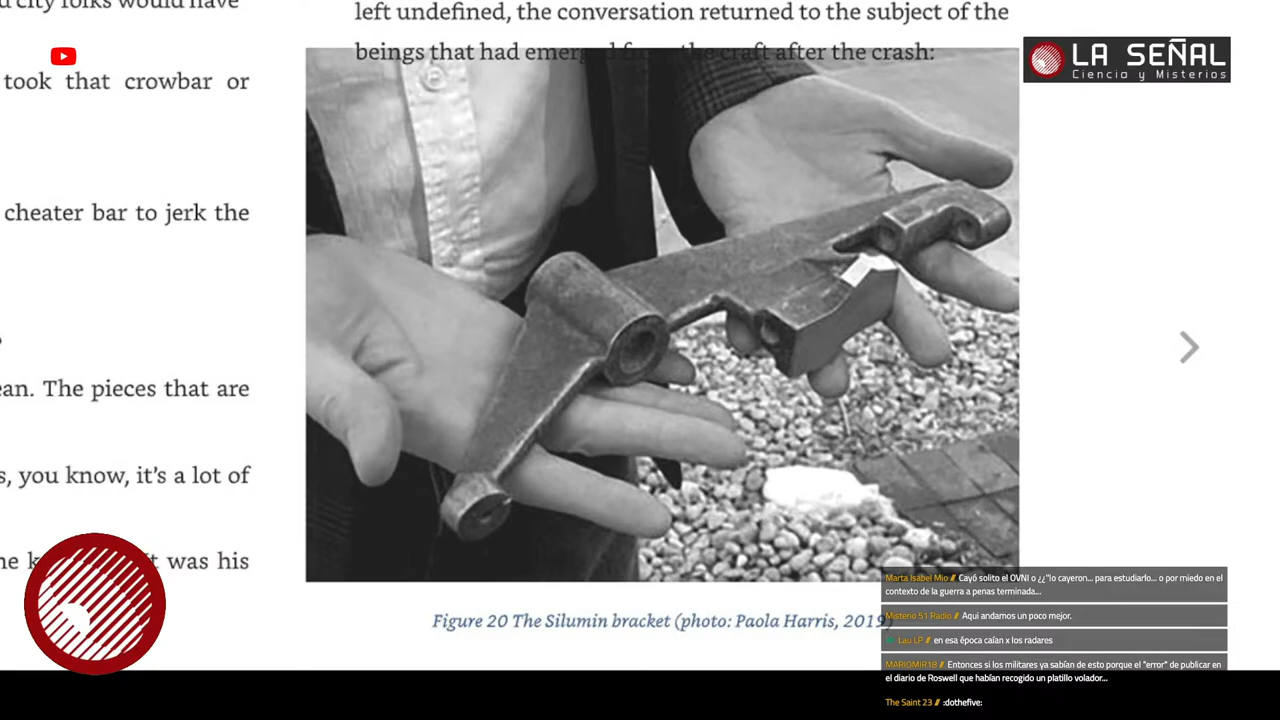 city folks would have
took that crowbar or
cheater bar to jerk the
ean. The pieces that are
s, you know, it's a lot of
was his
left undefined, the conversation returned to the subject of the
beings that had emerged from the craft after the crash:
LA SEÑAL
Ciencia y Misterios
Figure 20 The Silumin bracket (photo: Paola Harris, 2019)
Marta Isabel Mio // Cayó solito el OVNI o ¿¿"lo cayeron... para estudiarlo... o por miedo en el
contexto de la guerra a penas terminada...
Misterio 51 Radio // Aqui andamos un poco mejor.
Lau LP // en esa época caían x los radares
MARIOMIR18 // Entonces si los militares ya sabían de esto porque el "error" de publicar en
el diario de Roswell que habían recogido un platillo volador...
The Saint 23 // :dothefive: